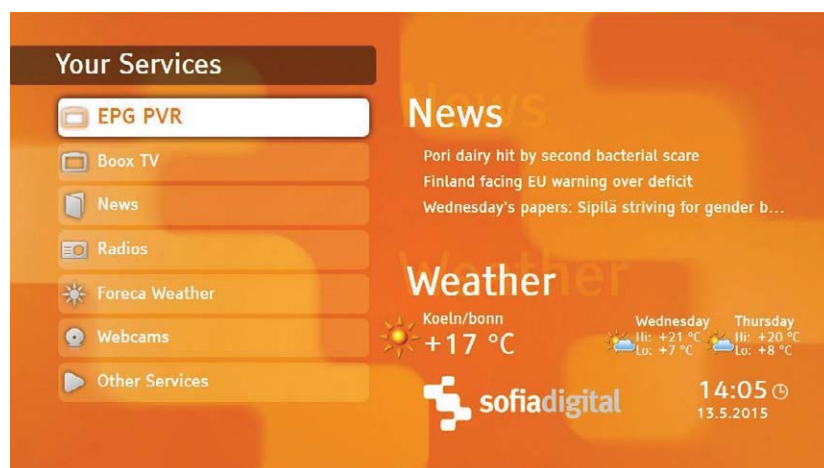 Your Services
EPG PVR
Boox TV
News
Radios
Foreca Weather
Webcams
Other Services
News
Pori dairy hit by second bacterial scare
Finland facing EU warning over deficit
Wednesday's papers: Sipilä striving for gender b...
Weather
Koeln/bonn
+17 °C
Wednesday
Hi: +21 °C
Lo: +7 °C
Thursday
Hi: +20 °C
Lo: +8 °C
sofiadigital
14:05
13.5.2015